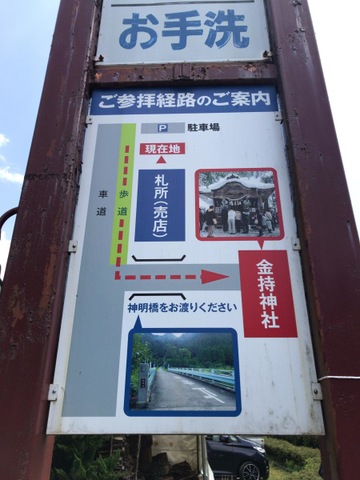 お手洗
ご参拝経路のご案内
P 駐車場
現在地
車道
歩道
札所(売店)
金持神社
神明橋をお渡りください